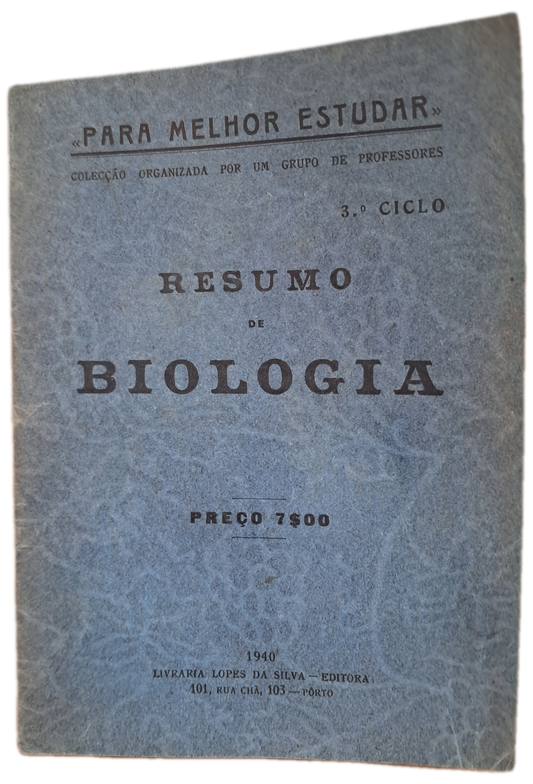 «PARA MELHOR ESTUDAR»
COLECÇÃO ORGANIZADA POR UM GRUPO DE PROFESSORES
3.º CICLO
RESUMO
DE
BIOLOGIA
PREÇO 7$00
1940
LIVRARIA LOPES DA SILVA — EDITORA
101, RUA CHÃ, 103 — PÔRTO